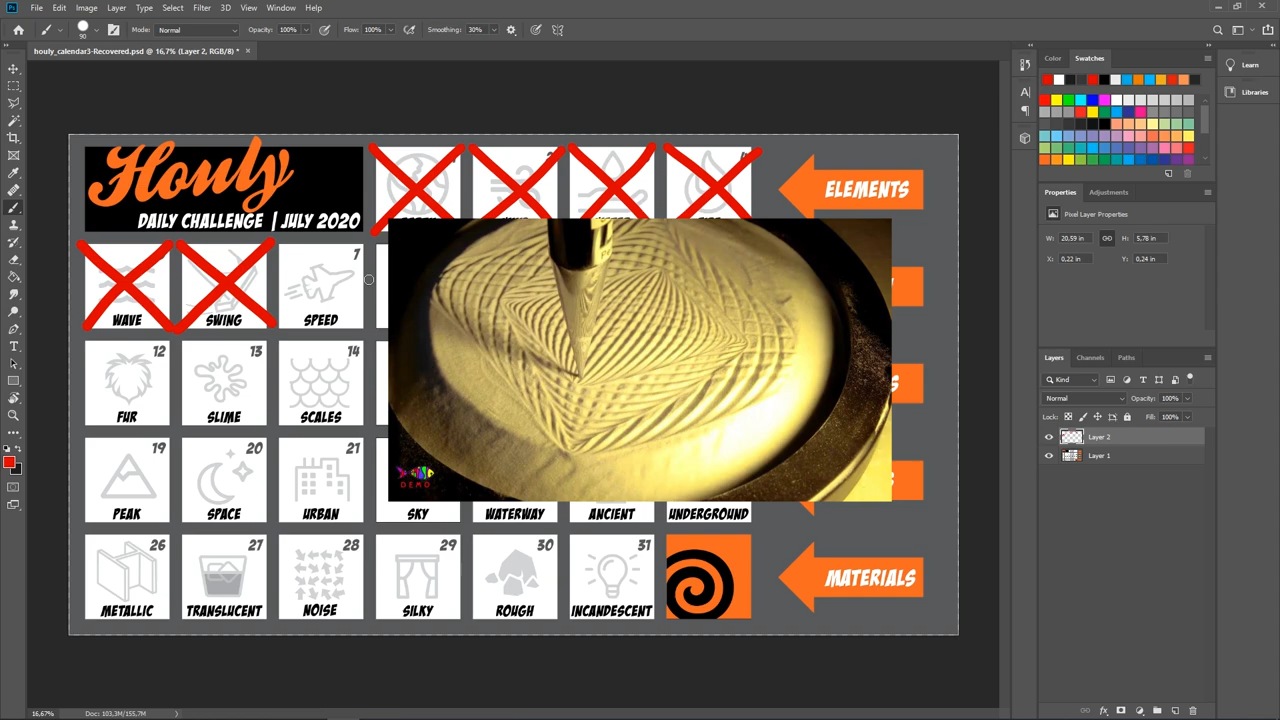 File Edit Image Layer Type Select Filter 3D View Window Help
90 Mode: Normal Opacity: 100% Flow: 100% Smoothing: 30%
houly_calendar3-Recovered.psd @ 16,7% (Layer 2, RGB/8) *
Houly
DAILY CHALLENGE | JULY 2020
ELEMENTS
7
WAVE SWING SPEED
12 13 14
FUR SLIME SCALES
DEMO
19 20 21
PEAK SPACE URBAN SKY WATERWAY ANCIENT UNDERGROUND
26 27 28 29 30 31
METALLIC TRANSLUCENT NOISE SILKY ROUGH INCANDESCENT
MATERIALS
Color Swatches
Learn
Libraries
Properties Adjustments
Pixel Layer Properties
W: 20,59 in H: 5,78 in
X: 0,22 in Y: 0,24 in
Layers Channels Paths
Kind
Normal Opacity: 100%
Lock: Fill: 100%
Layer 2
Layer 1
16,67% Doc: 103,3M/155,7M